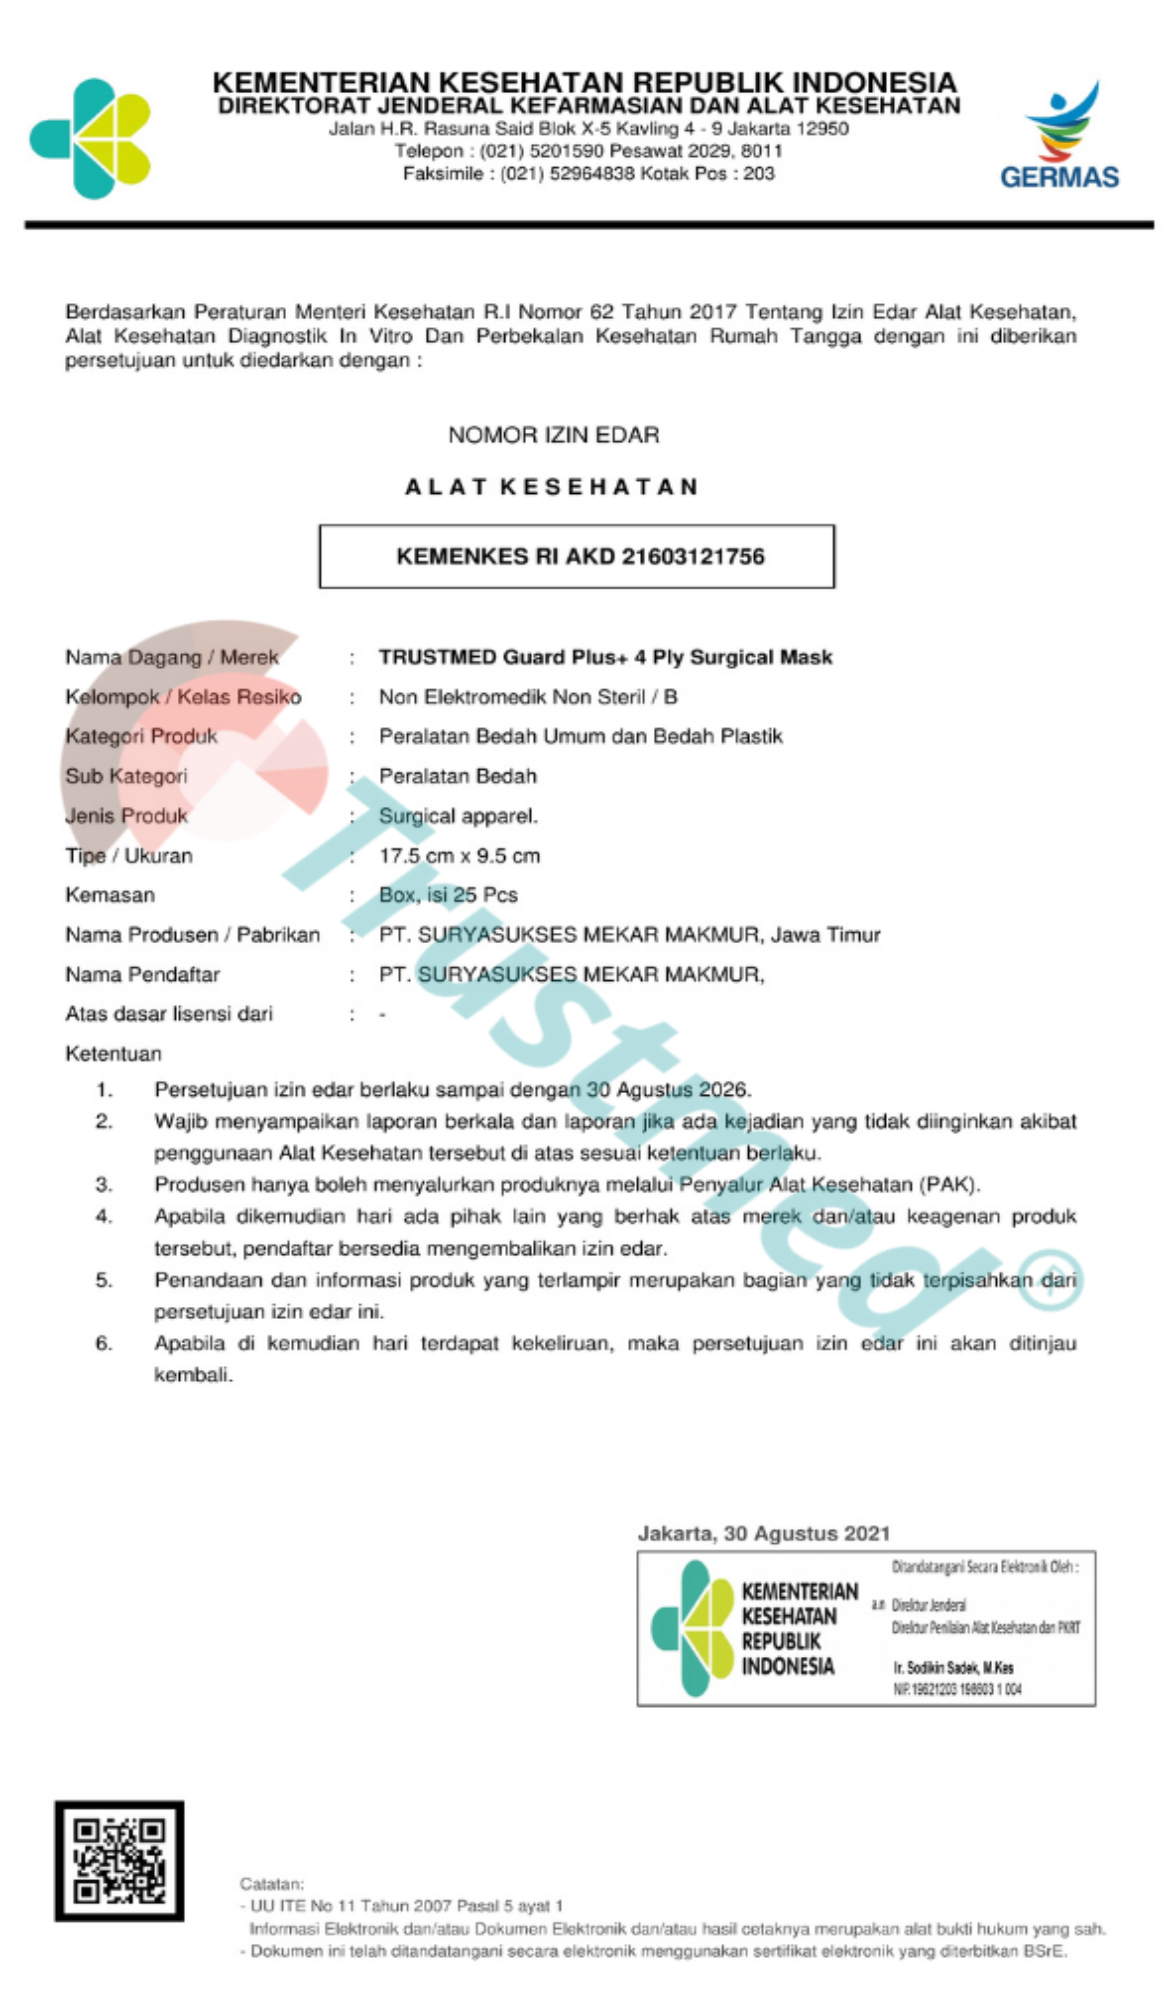 KEMENTERIAN KESEHATAN REPUBLIK INDONESIA
DIREKTORAT JENDERAL KEFARMASIAN DAN ALAT KESEHATAN
Jalan H.R. Rasuna Said Blok X-5 Kavling 4 - 9 Jakarta 12950
Telepon : (021) 5201590 Pesawat 2029, 8011
Faksimile : (021) 52964838 Kotak Pos : 203
GERMAS
Berdasarkan Peraturan Menteri Kesehatan R.I Nomor 62 Tahun 2017 Tentang Izin Edar Alat Kesehatan,
Alat Kesehatan Diagnostik In Vitro Dan Perbekalan Kesehatan Rumah Tangga dengan ini diberikan
persetujuan untuk diedarkan dengan :
NOMOR IZIN EDAR
ALAT KESEHATAN
KEMENKES RI AKD 21603121756
Nama Dagang / Merek : TRUSTMED Guard Plus+ 4 Ply Surgical Mask
Kelompok / Kelas Resiko : Non Elektromedik Non Steril / B
Kategori Produk : Peralatan Bedah Umum dan Bedah Plastik
Sub Kategori : Peralatan Bedah
Jenis Produk : Surgical apparel.
Tipe / Ukuran : 17.5 cm x 9.5 cm
Kemasan : Box, isi 25 Pcs
Nama Produsen / Pabrikan : PT. SURYASUKSES MEKAR MAKMUR, Jawa Timur
Nama Pendaftar : PT. SURYASUKSES MEKAR MAKMUR,
Atas dasar lisensi dari : -
Ketentuan
1. Persetujuan izin edar berlaku sampai dengan 30 Agustus 2026.
2. Wajib menyampaikan laporan berkala dan laporan jika ada kejadian yang tidak diinginkan akibat
penggunaan Alat Kesehatan tersebut di atas sesuai ketentuan berlaku.
3. Produsen hanya boleh menyalurkan produknya melalui Penyalur Alat Kesehatan (PAK).
4. Apabila dikemudian hari ada pihak lain yang berhak atas merek dan/atau keagenan produk
tersebut, pendaftar bersedia mengembalikan izin edar.
5. Penandaan dan informasi produk yang terlampir merupakan bagian yang tidak terpisahkan dari
persetujuan izin edar ini.
6. Apabila di kemudian hari terdapat kekeliruan, maka persetujuan izin edar ini akan ditinjau
kembali.
Trustmed
Jakarta, 30 Agustus 2021
KEMENTERIAN
KESEHATAN
REPUBLIK
INDONESIA
Ditandatangani Secara Elektronik Oleh :
a.n Direktur Jenderal
Direktur Penilaian Alat Kesehatan dan PKRT
Ir. Sodikin Sadek, M.Kes
NIP. 19621203 198603 1 004
Catatan:
- UU ITE No 11 Tahun 2007 Pasal 5 ayat 1
Informasi Elektronik dan/atau Dokumen Elektronik dan/atau hasil cetaknya merupakan alat bukti hukum yang sah.
- Dokumen ini telah ditandatangani secara elektronik menggunakan sertifikat elektronik yang diterbitkan BSrE.